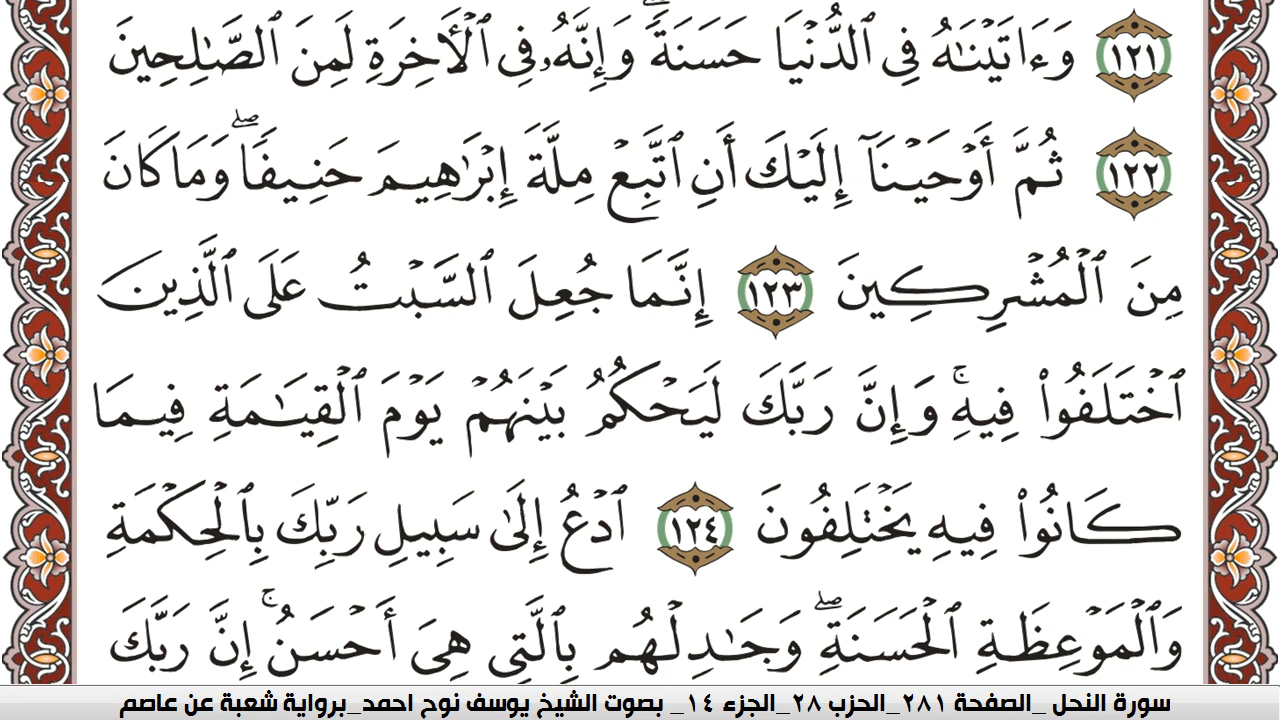 ١٢١ وَءَاتَيۡنَٰهُ فِي ٱلدُّنۡيَا حَسَنَةٗۖ وَإِنَّهُۥ فِي ٱلۡأٓخِرَةِ لَمِنَ ٱلصَّٰلِحِينَ
١٢٢ ثُمَّ أَوۡحَيۡنَآ إِلَيۡكَ أَنِ ٱتَّبِعۡ مِلَّةَ إِبۡرَٰهِيمَ حَنِيفٗاۖ وَمَا كَانَ
مِنَ ٱلۡمُشۡرِكِينَ ١٢٣ إِنَّمَا جُعِلَ ٱلسَّبۡتُ عَلَى ٱلَّذِينَ
ٱخۡتَلَفُواْ فِيهِۚ وَإِنَّ رَبَّكَ لَيَحۡكُمُ بَيۡنَهُمۡ يَوۡمَ ٱلۡقِيَٰمَةِ فِيمَا
كَانُواْ فِيهِ يَخۡتَلِفُونَ ١٢٤ ٱدۡعُ إِلَىٰ سَبِيلِ رَبِّكَ بِٱلۡحِكۡمَةِ
وَٱلۡمَوۡعِظَةِ ٱلۡحَسَنَةِۖ وَجَٰدِلۡهُم بِٱلَّتِي هِيَ أَحۡسَنُۚ إِنَّ رَبَّكَ
سورة النحل _الصفحة ٢٨١_الحزب ٢٨_الجزء ١٤_ بصوت الشيخ يوسف نوح احمد_برواية شعبة عن عاصم